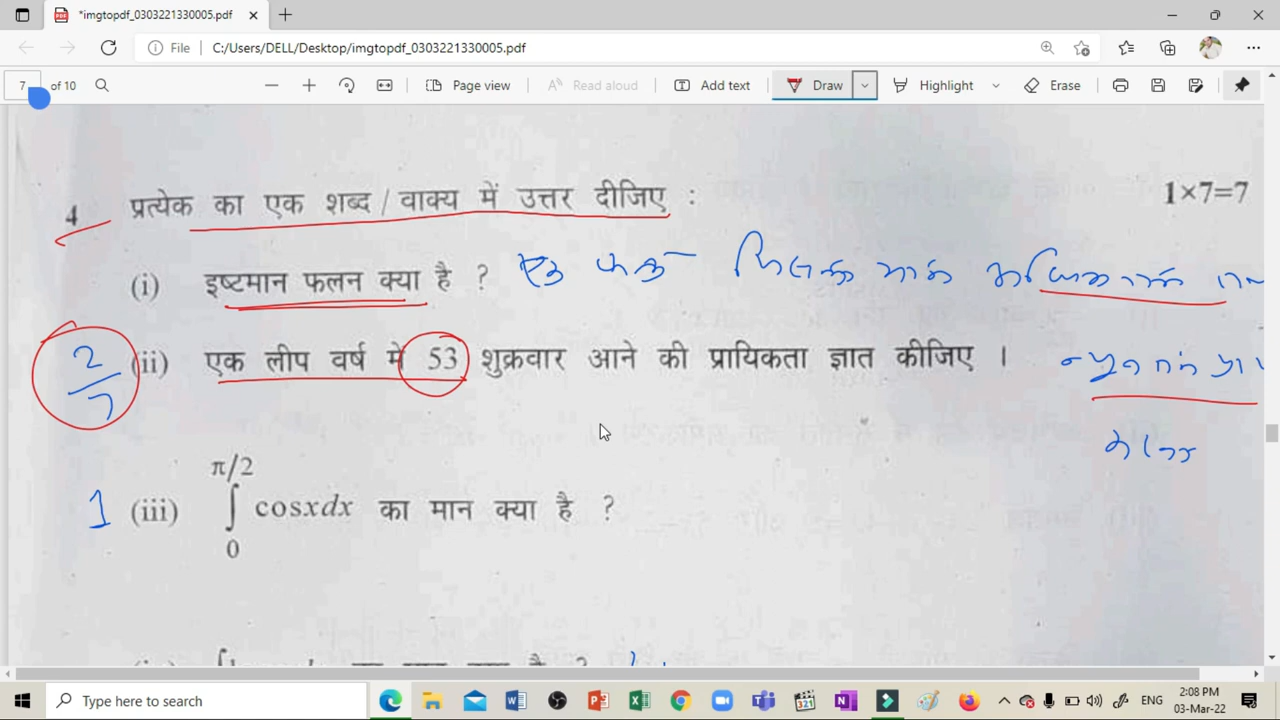 *imgtopdf_0303221330005.pdf
File C:/Users/DELL/Desktop/imgtopdf_0303221330005.pdf
7 of 10 Page view Read aloud Add text Draw Highlight Erase
4 प्रत्येक का एक शब्द / वाक्य में उत्तर दीजिए : 1×7=7
(i) इष्टमान फलन क्या है ? एक फलन जिसका मान
2/7 (ii) एक लीप वर्ष में 53 शुक्रवार आने की प्रायिकता ज्ञात कीजिए ।
π/2
1 (iii) ∫ cosxdx का मान क्या है ?
0
Type here to search
ENG 2:08 PM
03-Mar-22